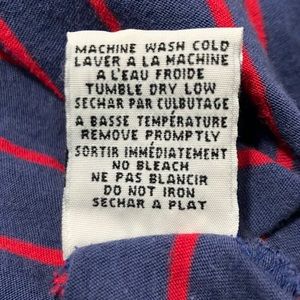 MACHINE WASH COLD
LAVER A LA MACHINE
A L'EAU FROIDE
TUMBLE DRY LOW
SECHAR PAR CULBUTAGE
A BASSE TEMPÉRATURE
REMOVE PROMPTLY
SORTIR IMMÉDIATEMENT
NO BLEACH
NE PAS BLANCIR
DO NOT IRON
SECHAR A PLAT